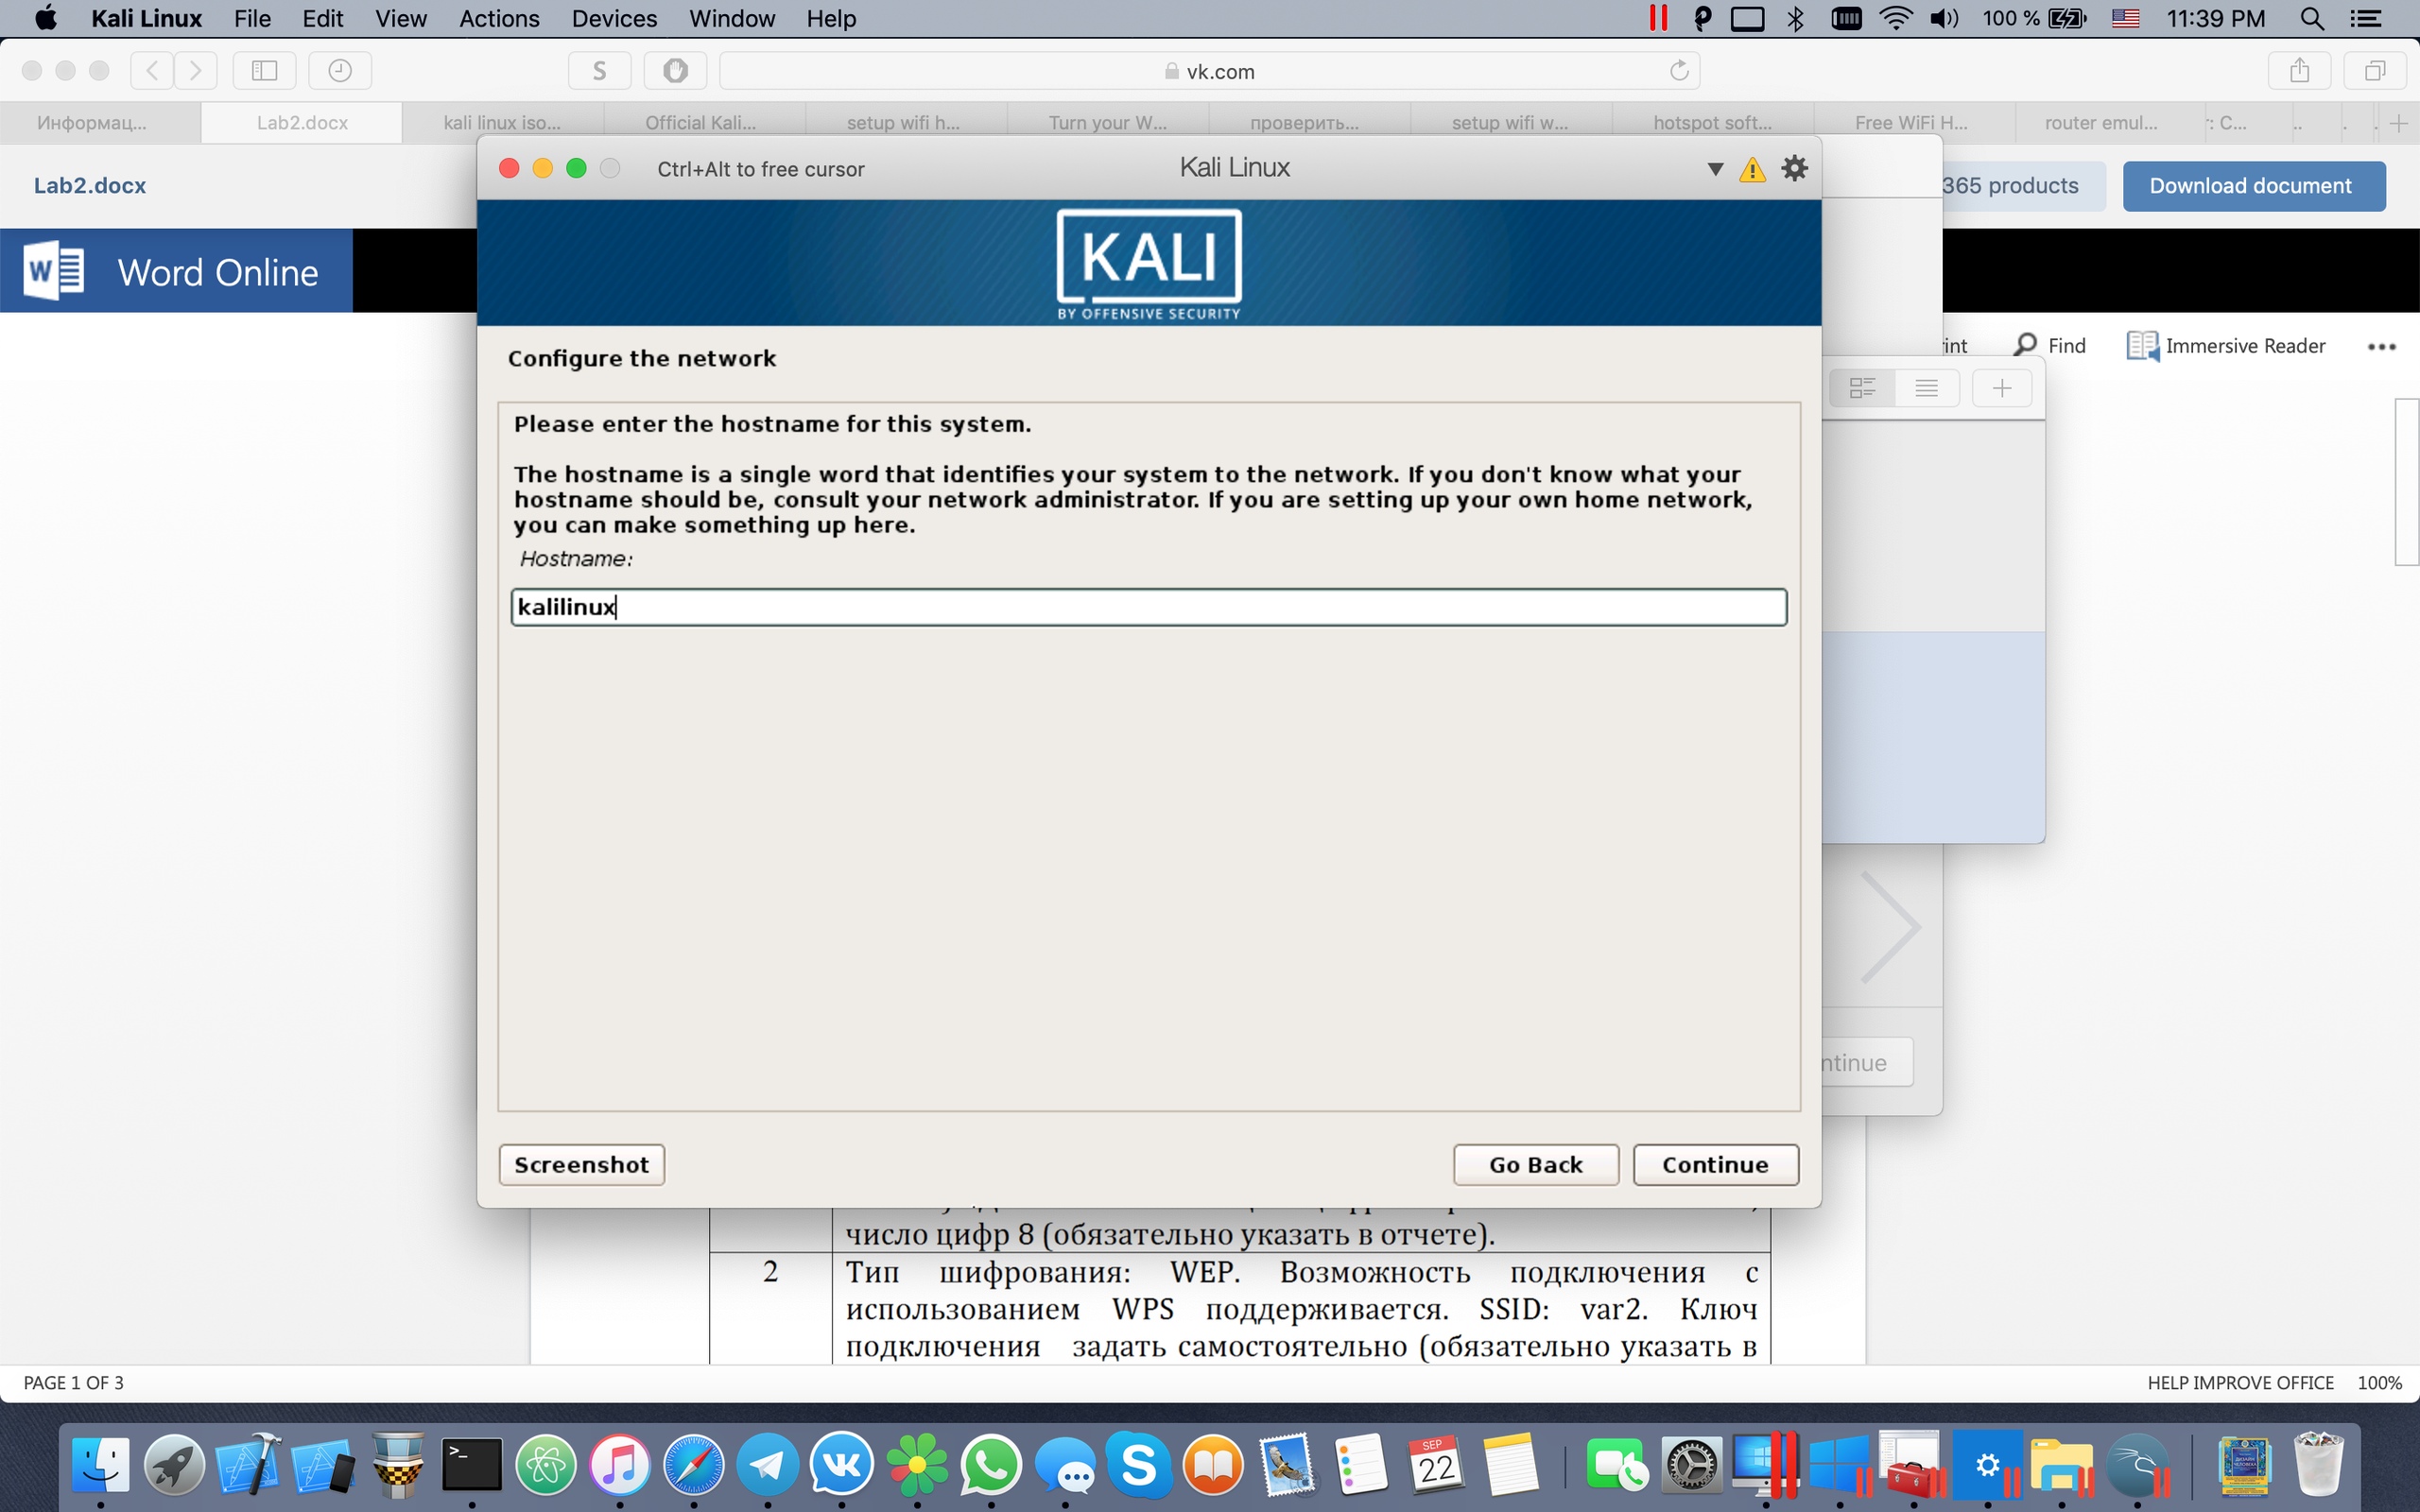 Kali Linux File Edit View Actions Devices Window Help 100 % 11:39 PM
S vk.com
Информац... Lab2.docx kali linux iso... Official Kali... setup wifi h... Turn your W... проверить... setup wifi w... hotspot soft... Free WiFi H... router emul... : C...
Ctrl+Alt to free cursor Kali Linux
Lab2.docx 365 products Download document
W Word Online
KALI
BY OFFENSIVE SECURITY
Find Immersive Reader
Configure the network
Please enter the hostname for this system.
The hostname is a single word that identifies your system to the network. If you don't know what your
hostname should be, consult your network administrator. If you are setting up your own home network,
you can make something up here.
Hostname:
kalilinux
ntinue
Screenshot Go Back Continue
число цифр 8 (обязательно указать в отчете).
2 Тип шифрования: WEP. Возможность подключения с
использованием WPS поддерживается. SSID: var2. Ключ
подключения задать самостоятельно (обязательно указать в
PAGE 1 OF 3 HELP IMPROVE OFFICE 100%
SEP
22